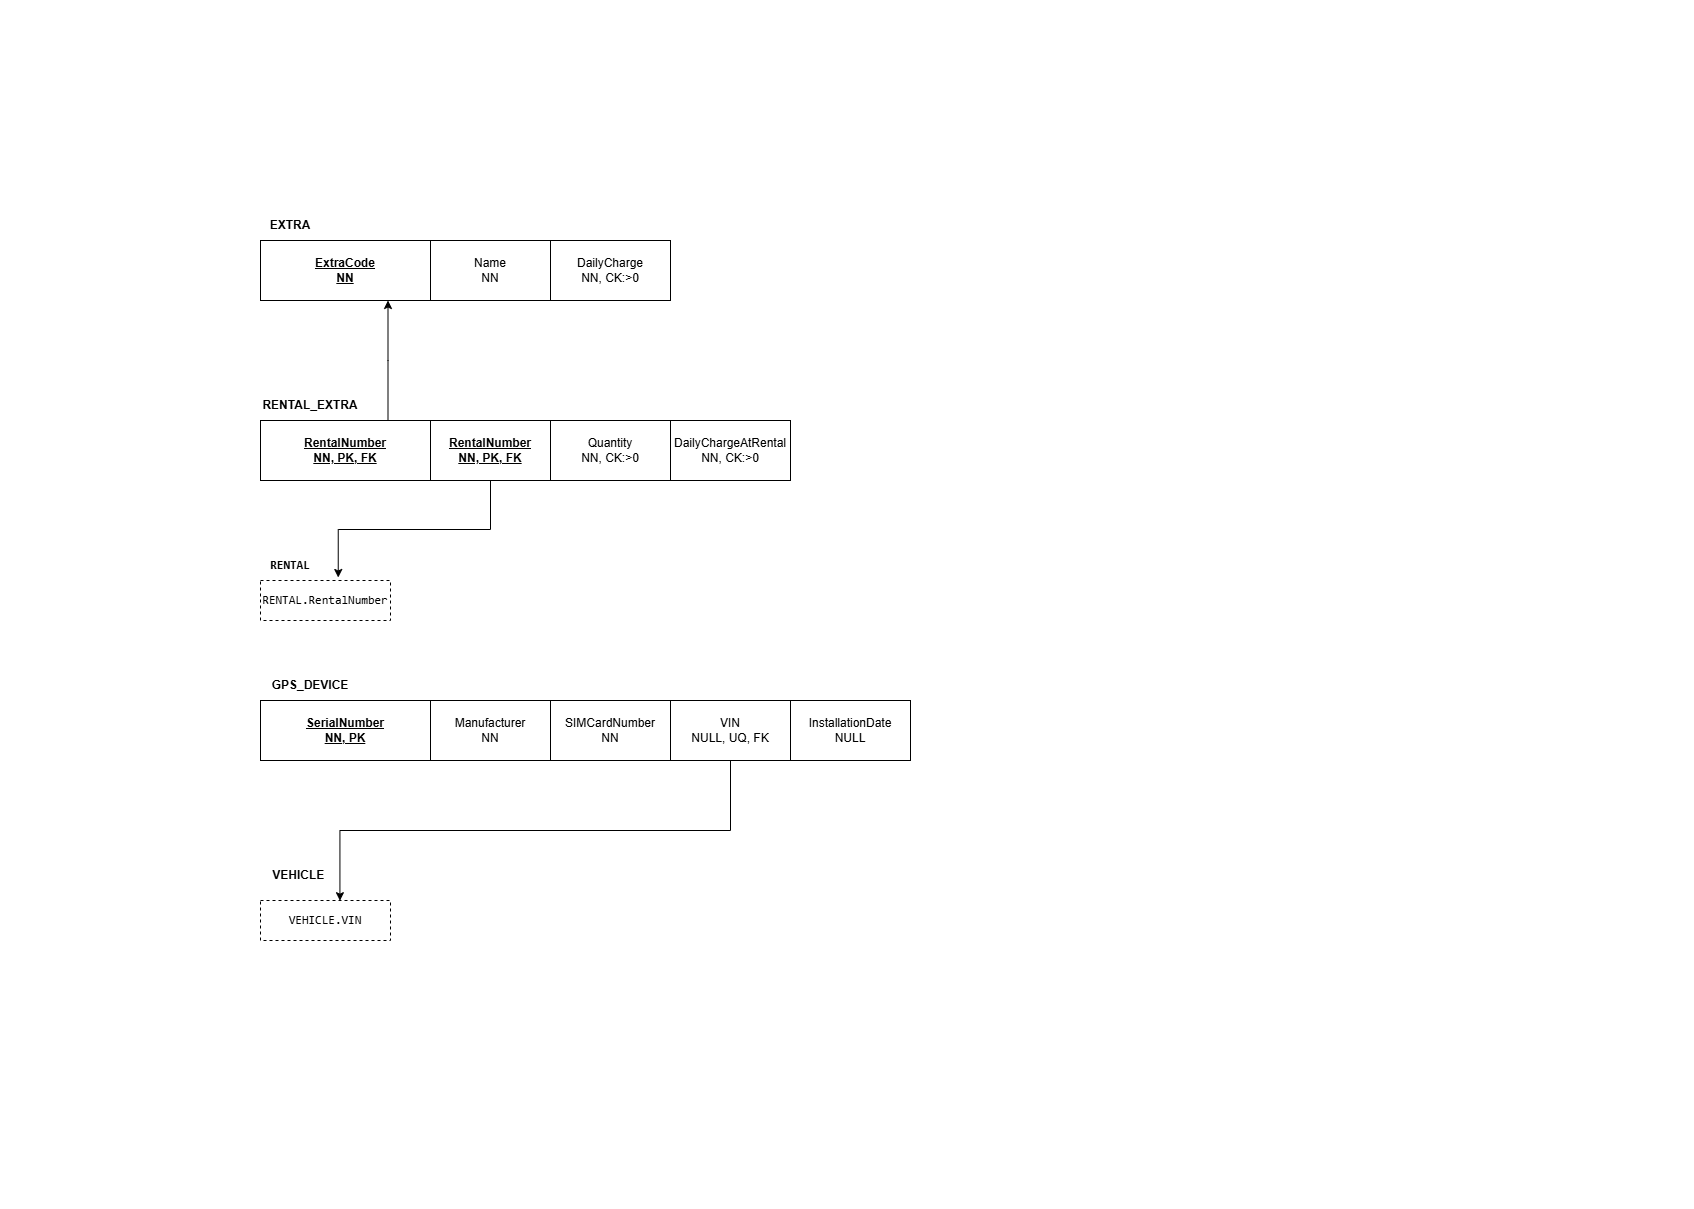 EXTRA
ExtraCode Name DailyCharge
NN NN NN, CK:>0
RENTAL_EXTRA
RentalNumber RentalNumber Quantity DailyChargeAtRental
NN, PK, FK NN, PK, FK NN, CK:>0 NN, CK:>0
RENTAL
RENTAL.RentalNumber
GPS_DEVICE
SerialNumber Manufacturer SIMCardNumber VIN InstallationDate
NN, PK NN NN NULL, UQ, FK NULL
VEHICLE
VEHICLE.VIN